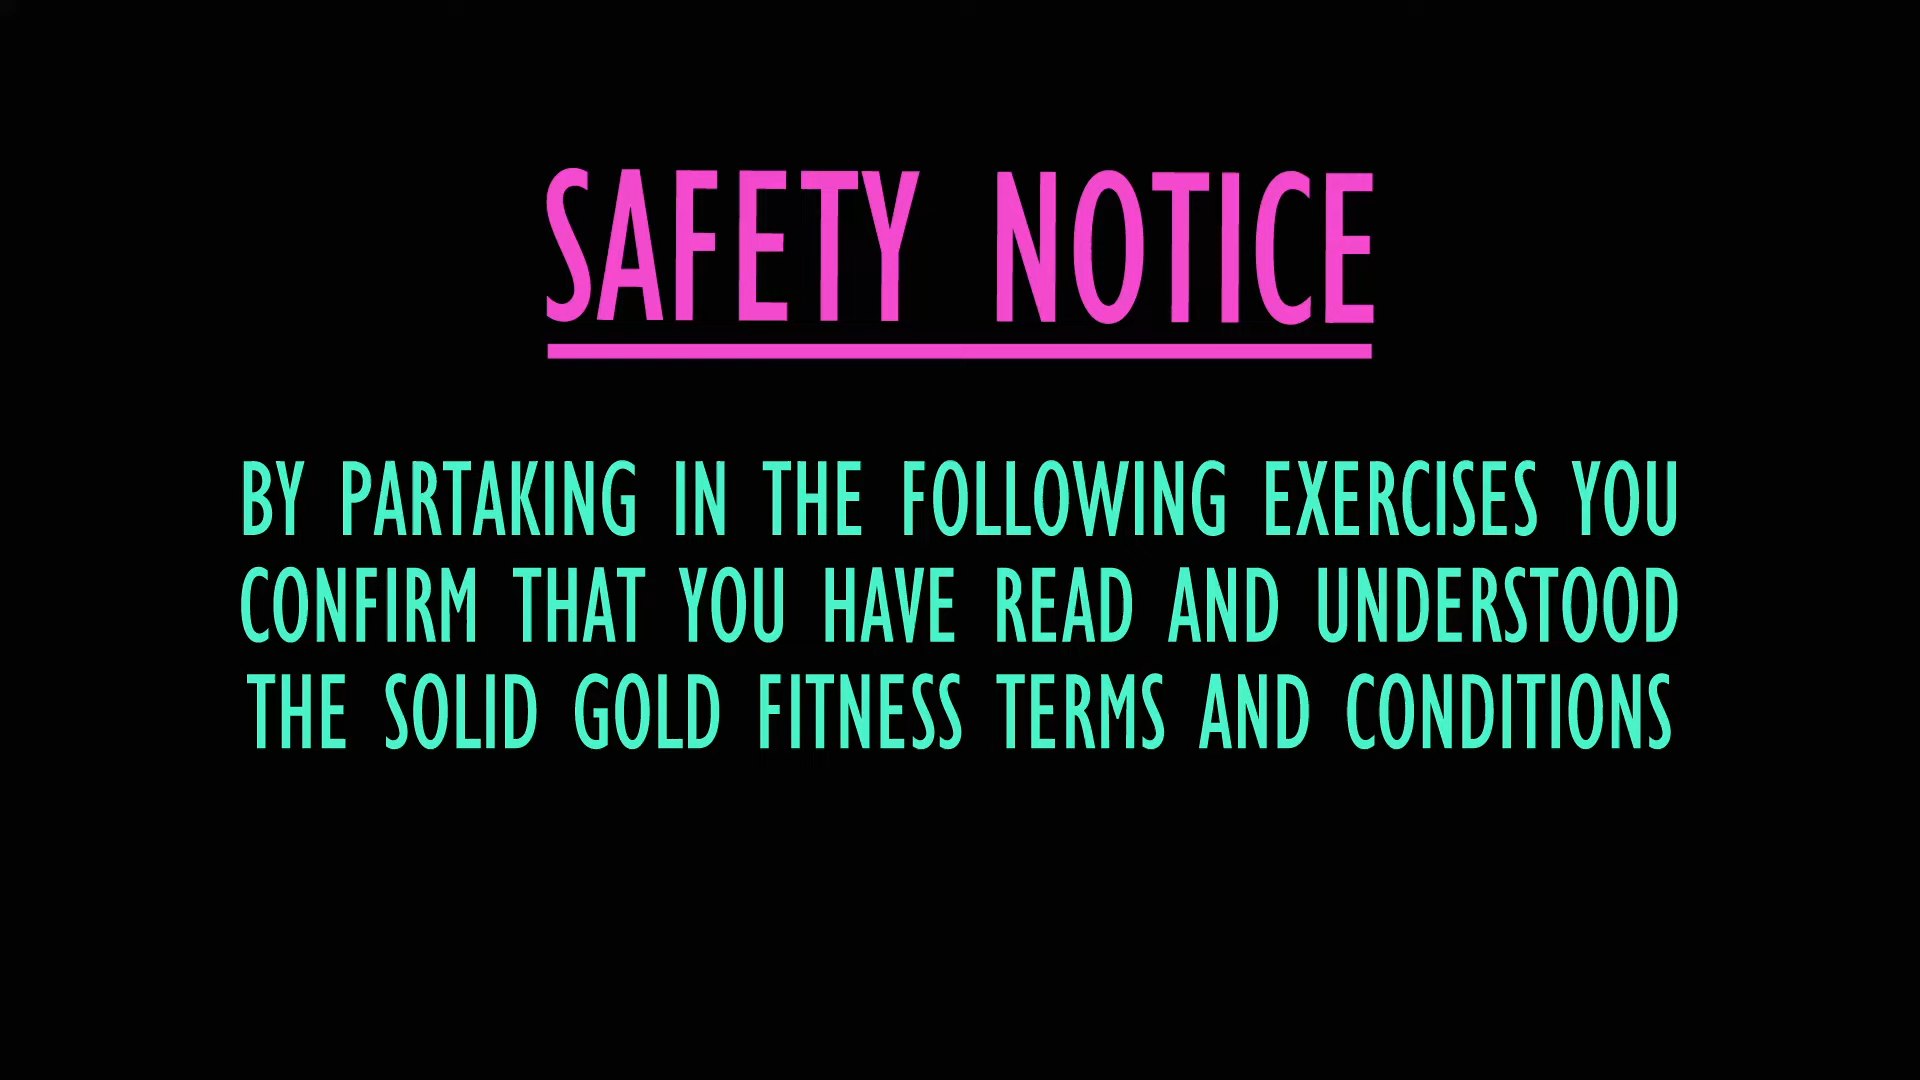 SAFETY NOTICE
BY PARTAKING IN THE FOLLOWING EXERCISES YOU
CONFIRM THAT YOU HAVE READ AND UNDERSTOOD
THE SOLID GOLD FITNESS TERMS AND CONDITIONS